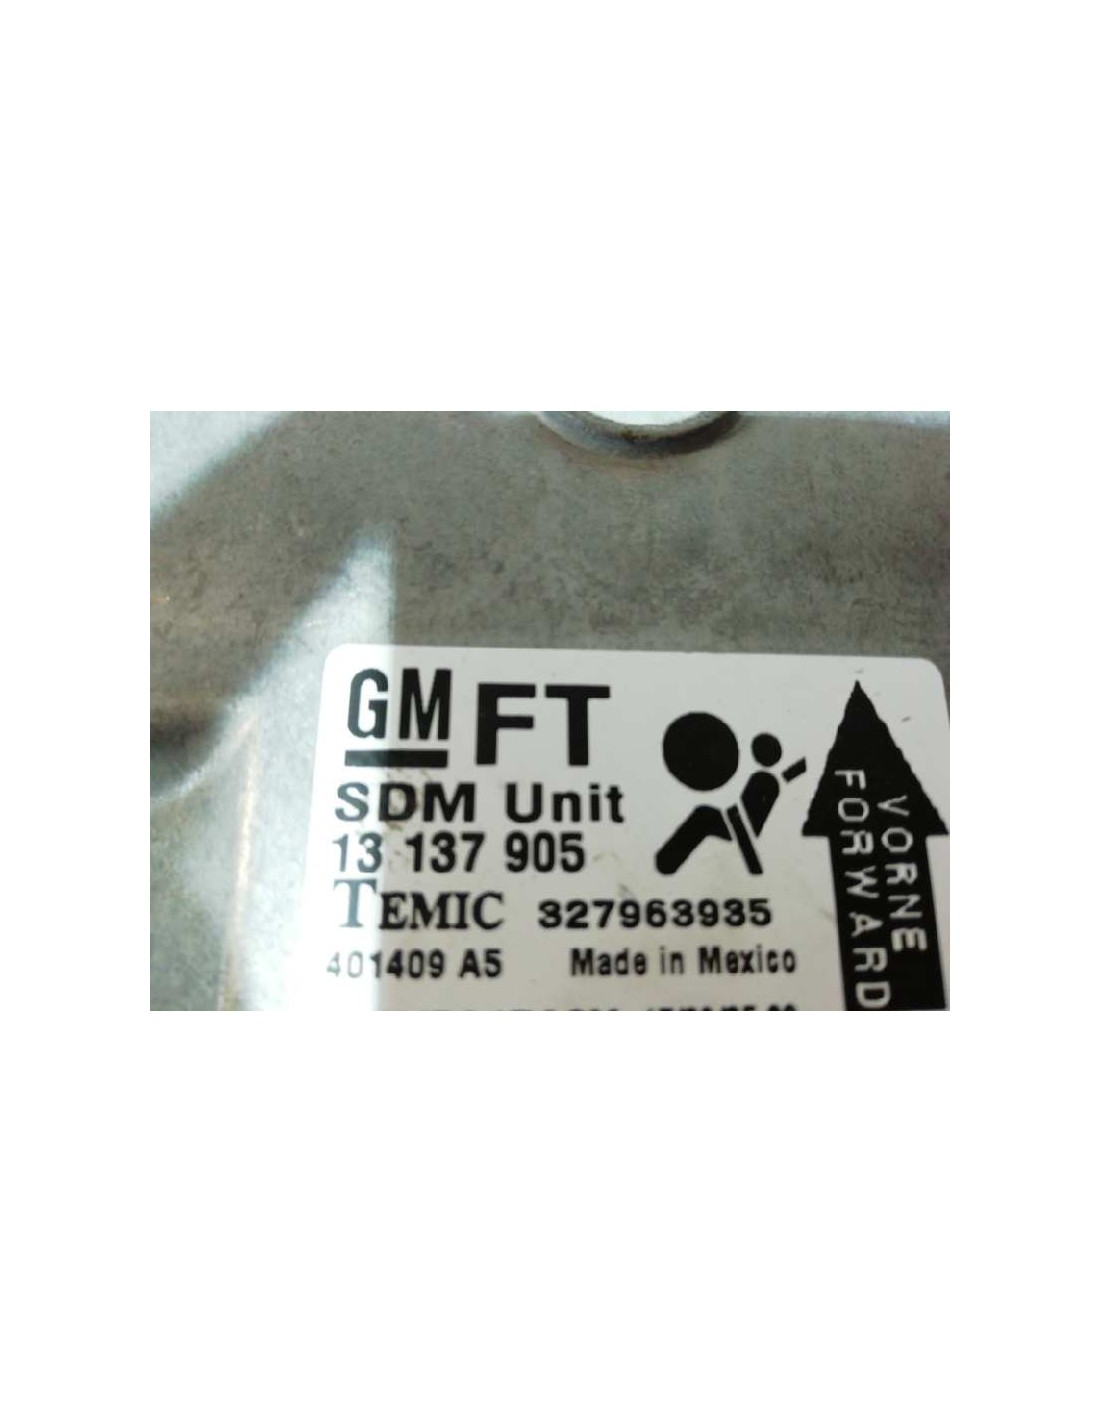 GM FT
SDM Unit
13 137 905
TEMIC 327963935
401409 A5 Made in Mexico
VORNE
FORWARD